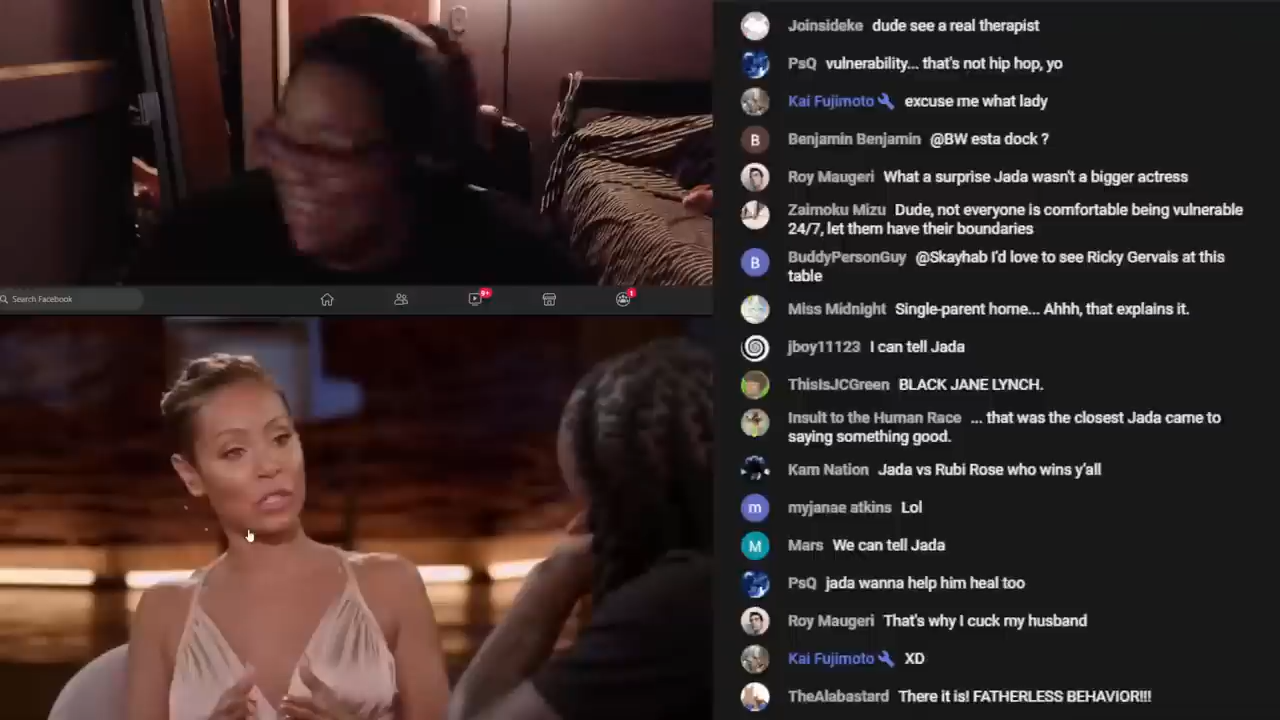 Joinsideke dude see a real therapist
PsQ vulnerability... that's not hip hop, yo
Kai Fujimoto excuse me what lady
B Benjamin Benjamin @BW esta dock ?
Roy Maugeri What a surprise Jada wasn't a bigger actress
Zaimoku Mizu Dude, not everyone is comfortable being vulnerable
24/7, let them have their boundaries
B BuddyPersonGuy @Skayhab I'd love to see Ricky Gervais at this
table
Search Facebook
9+
1
Miss Midnight Single-parent home... Ahhh, that explains it.
jboy11123 I can tell Jada
ThisIsJCGreen BLACK JANE LYNCH.
Insult to the Human Race ... that was the closest Jada came to
saying something good.
Kam Nation Jada vs Rubi Rose who wins y'all
m myjanae atkins Lol
M Mars We can tell Jada
PsQ jada wanna help him heal too
Roy Maugeri That's why I cuck my husband
Kai Fujimoto XD
TheAlabastard There it is! FATHERLESS BEHAVIOR!!!